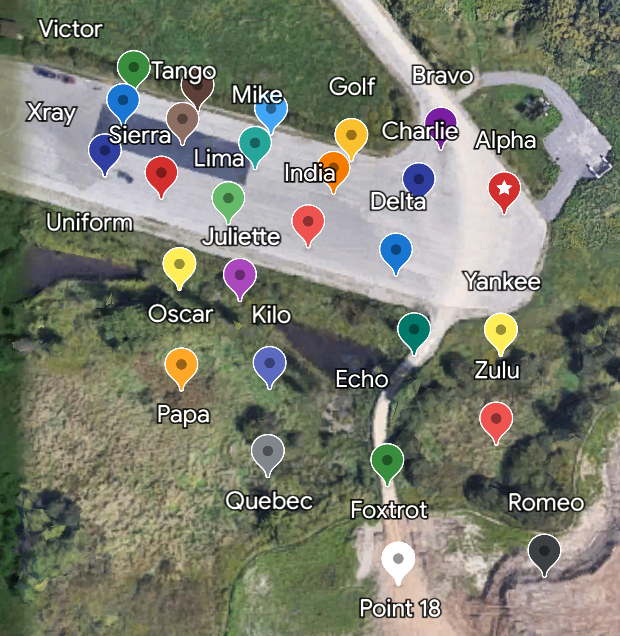 Victor
Tango
Bravo
Mike
Golf
Xray
Sierra
Charlie
Alpha
Lima
India
Delta
Uniform
Juliette
Yankee
Oscar
Kilo
Zulu
Echo
Papa
Quebec
Foxtrot
Romeo
Point 18